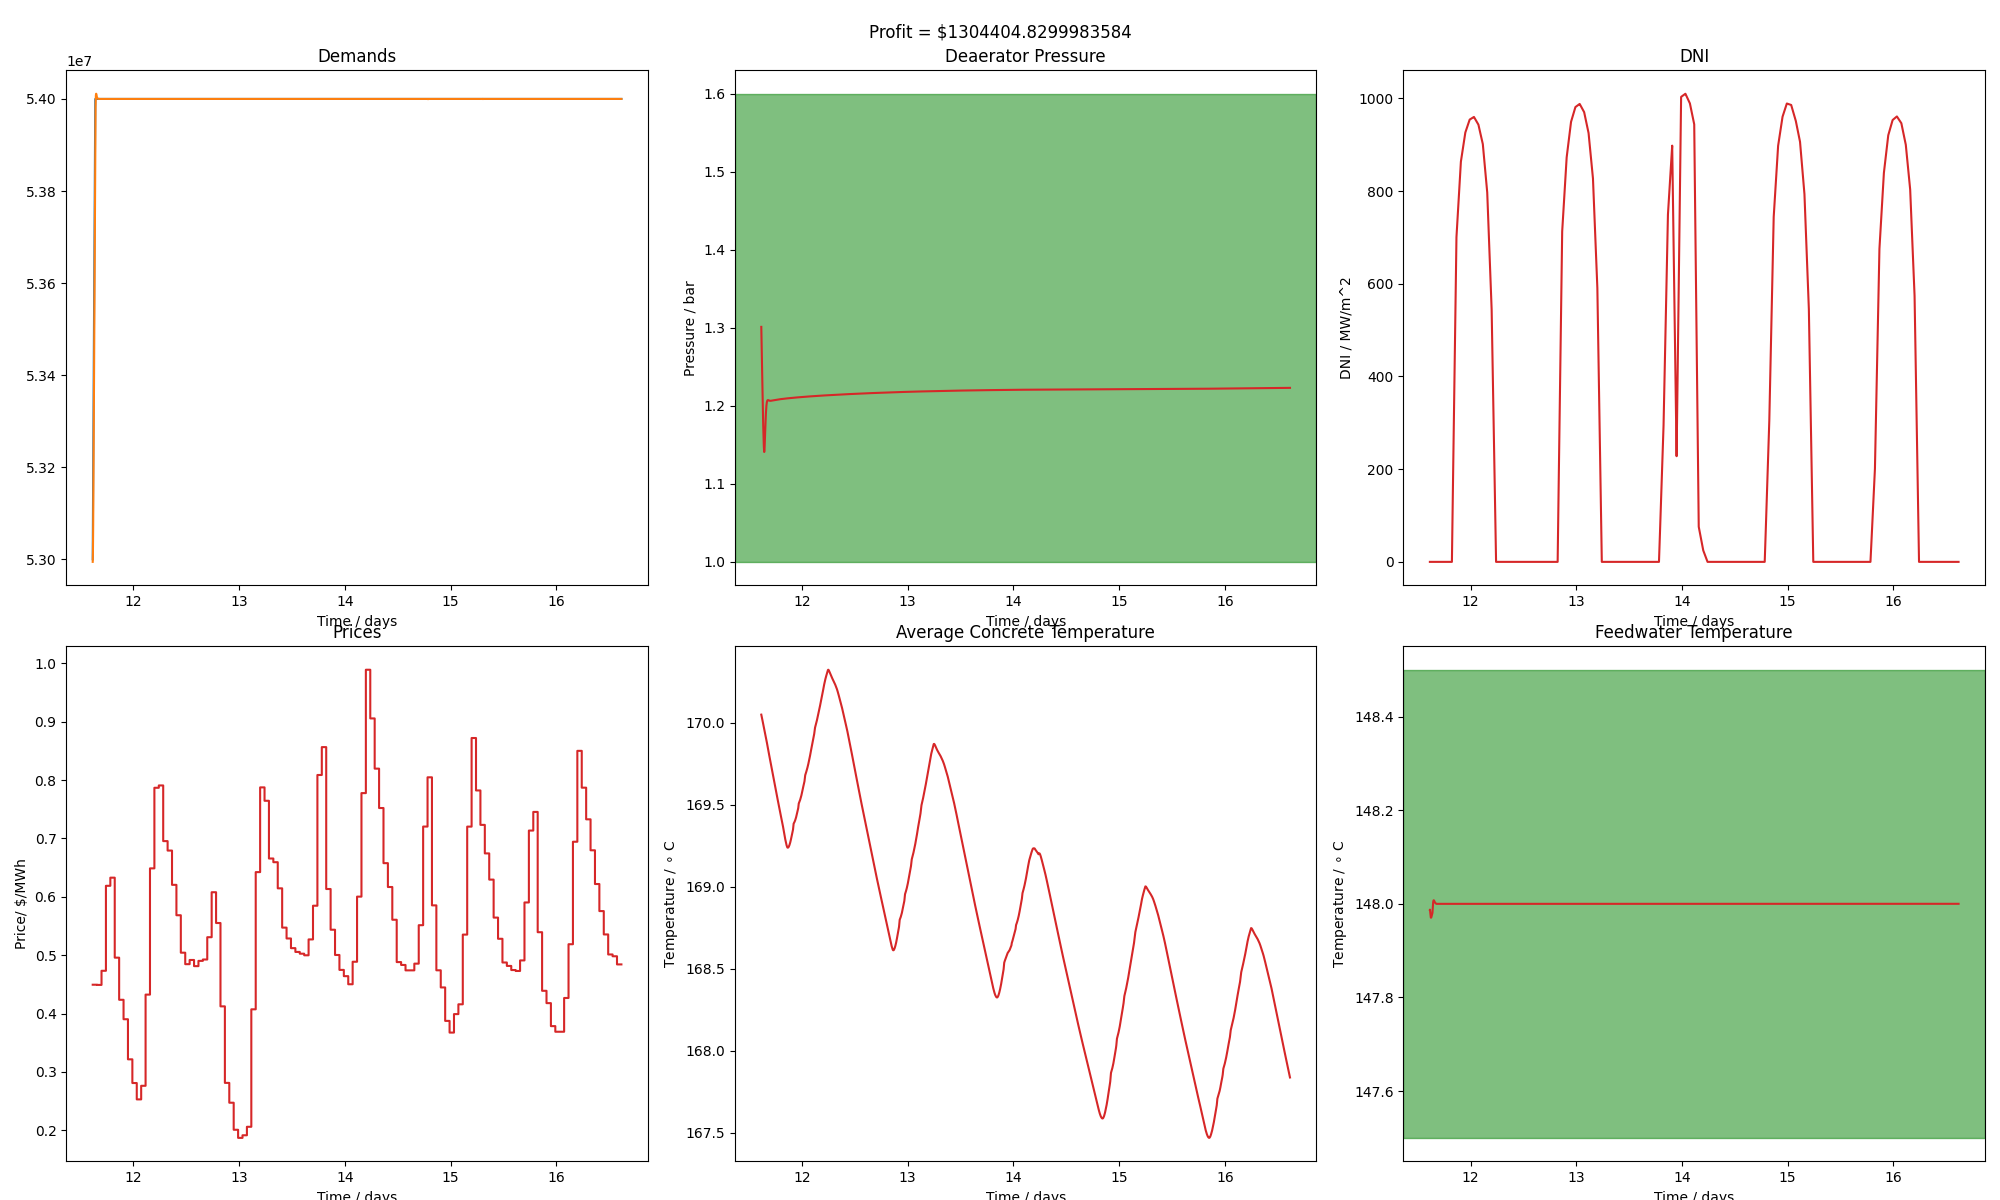 Profit = $1304404.8299983584
Demands
1e7
5.40
5.38
5.36
5.34
5.32
5.30
12 13 14 15 16
Time / days
Deaerator Pressure
Pressure / bar
1.6
1.5
1.4
1.3
1.2
1.1
1.0
12 13 14 15 16
Time / days
DNI
DNI / MW/m^2
1000
800
600
400
200
0
12 13 14 15 16
Time / days
Prices
Price/ $/MWh
1.0
0.9
0.8
0.7
0.6
0.5
0.4
0.3
0.2
12 13 14 15 16
Time / days
Average Concrete Temperature
Temperature / ∘ C
170.0
169.5
169.0
168.5
168.0
167.5
12 13 14 15 16
Time / days
Feedwater Temperature
Temperature / ∘ C
148.4
148.2
148.0
147.8
147.6
12 13 14 15 16
Time / days